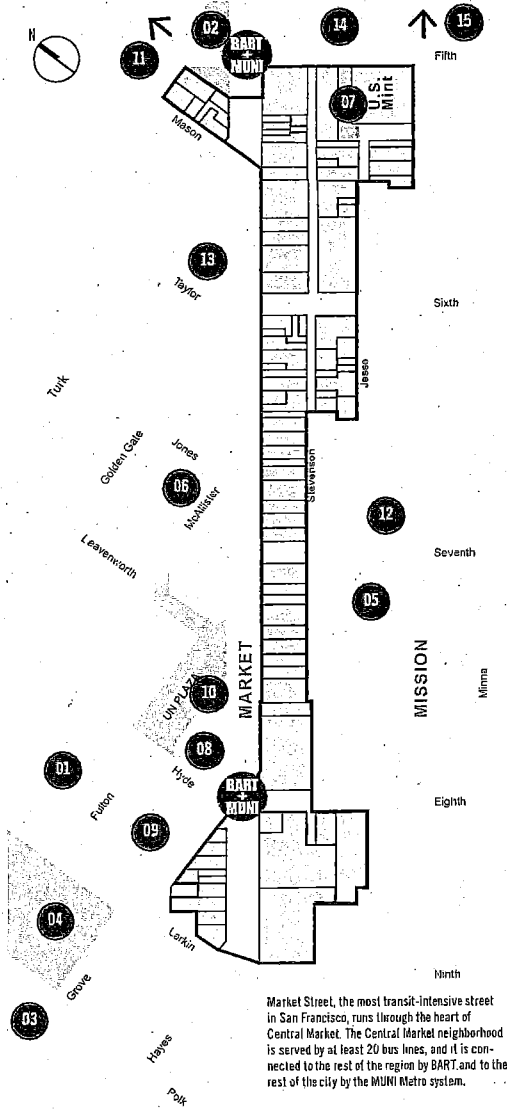 N
02
14
15
BART
+
MUNI
11
Fifth
07
U.S.
Mint
Mason
13
Taylor
Sixth
Jesse
Turk
Golden Gate
Jones
06
McAllister
Stevenson
12
Leavenworth
Seventh
05
MARKET
MISSION
Minna
UN PLAZA
10
08
Hyde
01
BART
+
MUNI
Eighth
Fulton
09
04
Larkin
Ninth
Grove
03
Hayes
Polk
Market Street, the most transit-intensive street
in San Francisco, runs through the heart of
Central Market. The Central Market neighborhood
is served by at least 20 bus lines, and it is con-
nected to the rest of the region by BART and to the
rest of the city by the MUNI Metro system.